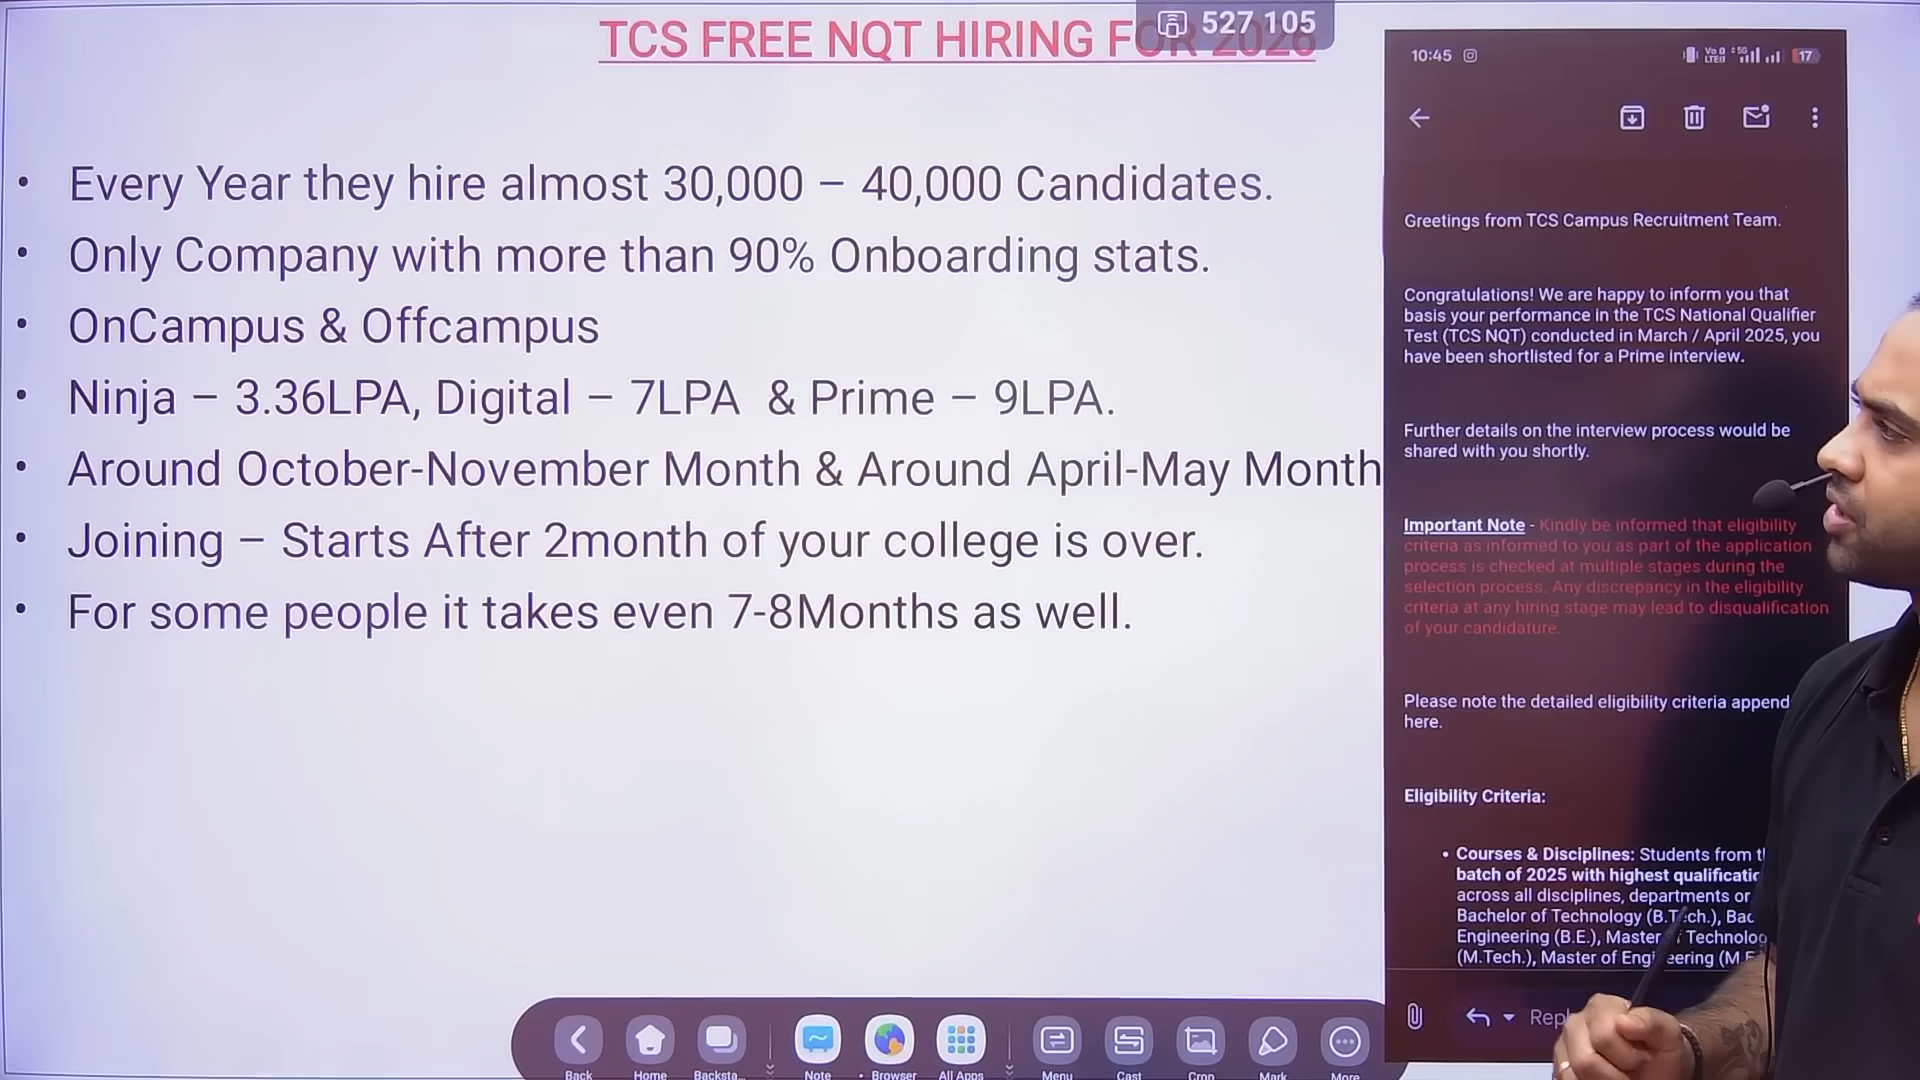 TCS FREE NQT HIRING FOR 2026
527 105
• Every Year they hire almost 30,000 – 40,000 Candidates.
• Only Company with more than 90% Onboarding stats.
• OnCampus & Offcampus
• Ninja – 3.36LPA, Digital – 7LPA & Prime – 9LPA.
• Around October-November Month & Around April-May Month
• Joining – Starts After 2month of your college is over.
• For some people it takes even 7-8Months as well.
10:45
Vo
LTE
5G
17
Greetings from TCS Campus Recruitment Team.
Congratulations! We are happy to inform you that
basis your performance in the TCS National Qualifier
Test (TCS NQT) conducted in March / April 2025, you
have been shortlisted for a Prime interview.
Further details on the interview process would be
shared with you shortly.
Important Note - Kindly be informed that eligibility
criteria as informed to you as part of the application
process is checked at multiple stages during the
selection process. Any discrepancy in the eligibility
criteria at any hiring stage may lead to disqualification
of your candidature.
Please note the detailed eligibility criteria append
here.
Eligibility Criteria:
• Courses & Disciplines: Students from
batch of 2025 with highest
across all disciplines, departments or
Bachelor of Technology (B.Tech.),
Engineering (B.E.), Master
(M.Tech.), Master of
Back
Home
Backsta...
Note
Browser
All Apps
Menu
Cast
Crop
Mark
More